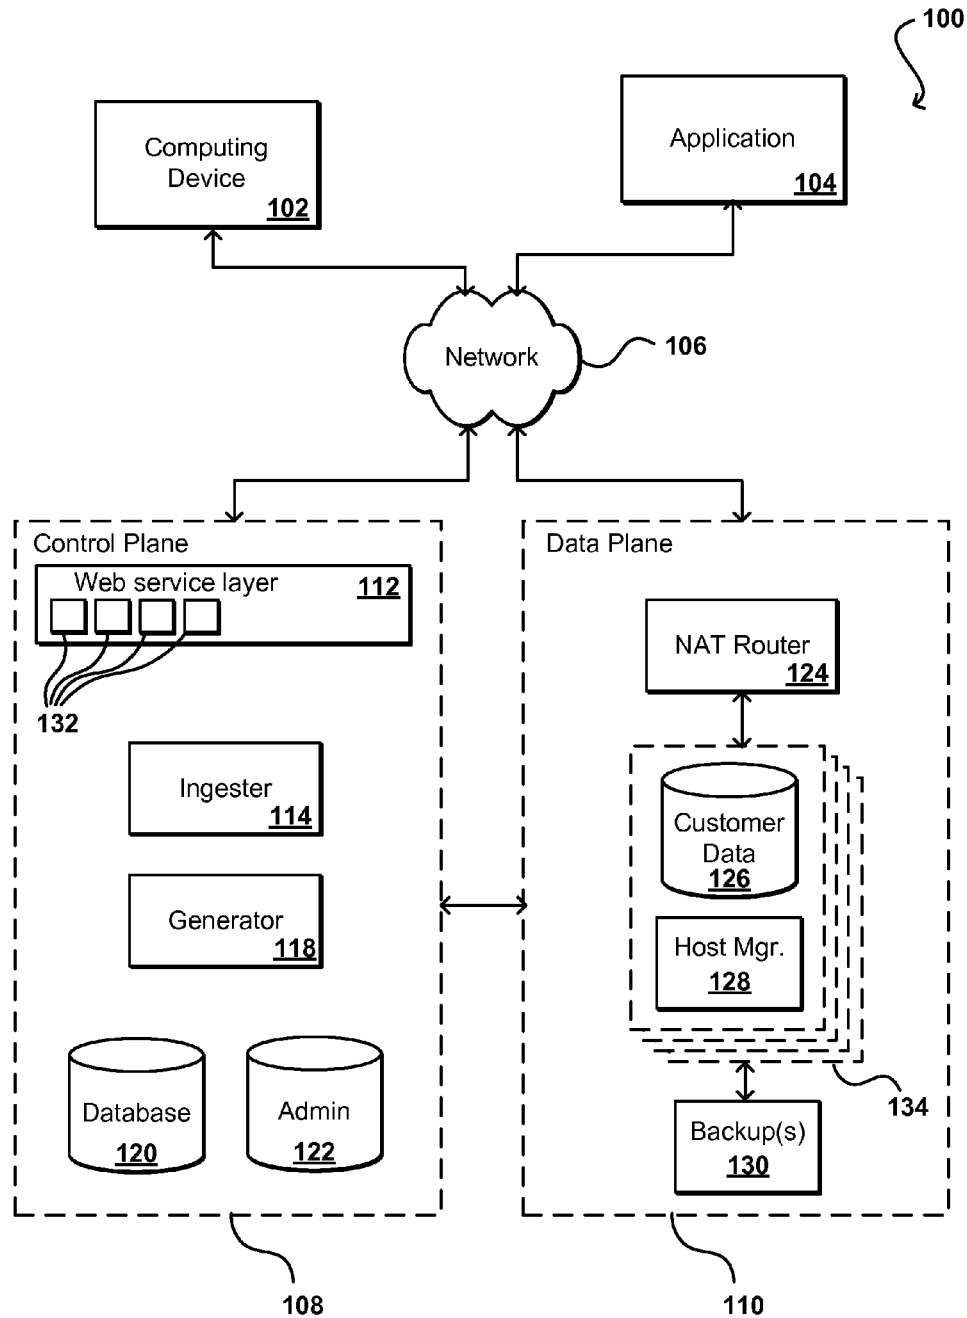 100
Computing
Device
102
Application
104
Network
106
Control Plane
Web service layer
112
132
Ingester
114
Generator
118
Database
120
Admin
122
108
Data Plane
NAT Router
124
Customer
Data
126
Host Mgr.
128
134
Backup(s)
130
110